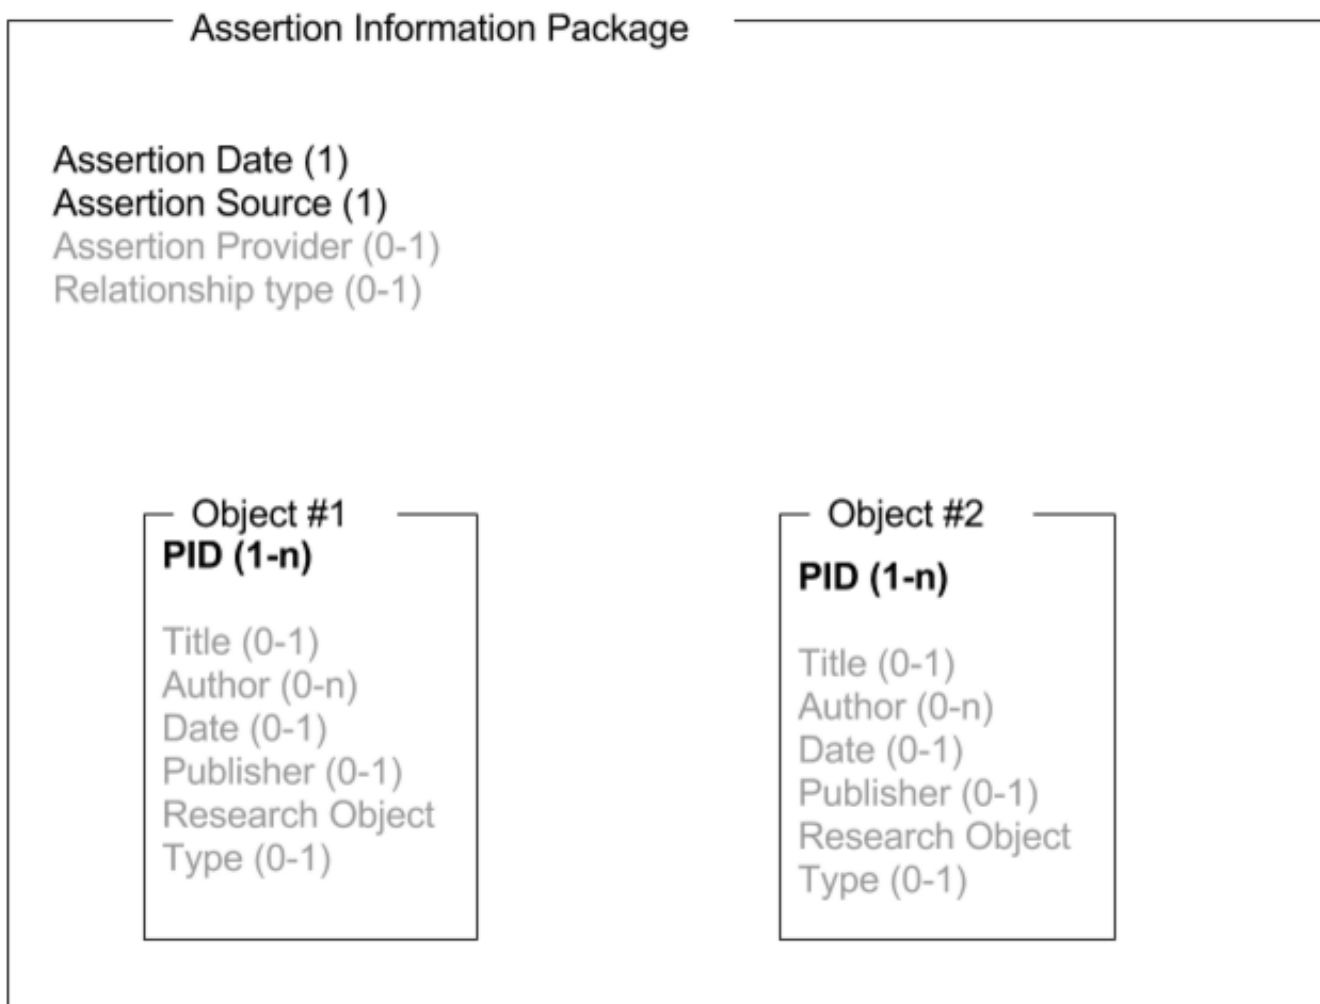 Assertion Information Package
Assertion Date (1)
Assertion Source (1)
Assertion Provider (0-1)
Relationship type (0-1)
Object #1
PID (1-n)
Title (0-1)
Author (0-n)
Date (0-1)
Publisher (0-1)
Research Object
Type (0-1)
Object #2
PID (1-n)
Title (0-1)
Author (0-n)
Date (0-1)
Publisher (0-1)
Research Object
Type (0-1)